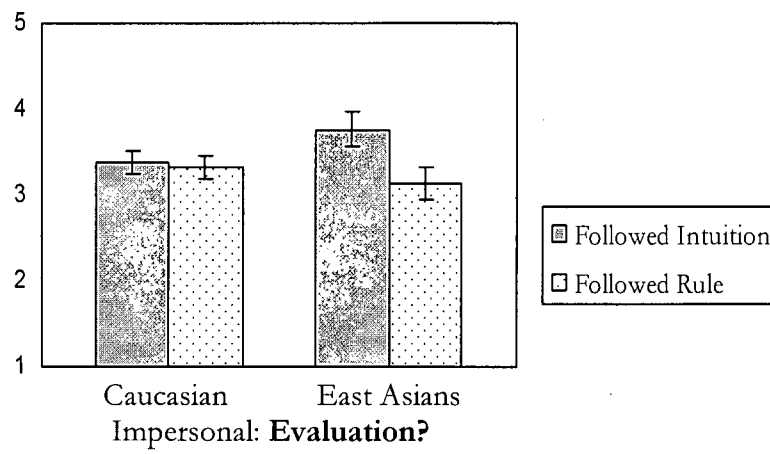 5
4
3
2
1
Caucasian East Asians
Impersonal: Evaluation?
Followed Intuition
Followed Rule